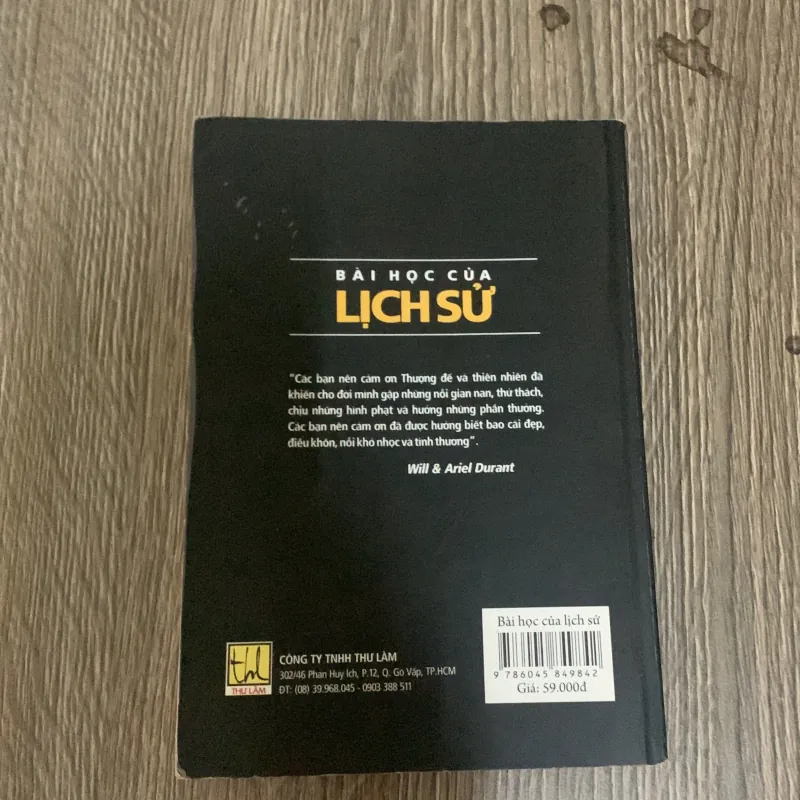 BÀI HỌC CỦA
LỊCH SỬ
"Các bạn nên cảm ơn Thượng đế và thiên nhiên đã
khiến cho đời mình gặp những nỗi gian nan, thử thách,
chịu những hình phạt và hưởng những phần thưởng.
Các bạn nên cảm ơn đã được hưởng biết bao cái đẹp,
điều khôn, nỗi khó nhọc và tình thương".
Will & Ariel Durant
thl
THƯ LÂM
CÔNG TY TNHH THƯ LÂM
302/46 Phan Huy Ích, P.12, Q. Gò Vấp, TP.HCM
ĐT: (08) 39.968.045 - 0903 388 511
Bài học của lịch sử
9 786045 849842
Giá: 59.000đ